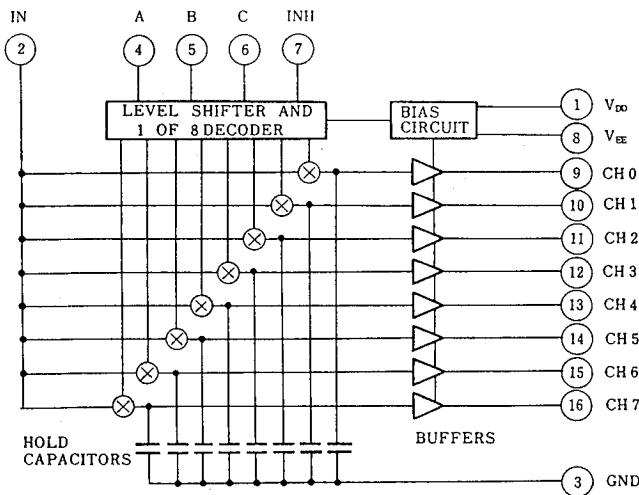 IN A B C INH
2 4 5 6 7
LEVEL SHIFTER AND
1 OF 8 DECODER
BIAS
CIRCUIT
1 VDD
8 VEE
9 CH 0
10 CH 1
11 CH 2
12 CH 3
13 CH 4
14 CH 5
15 CH 6
16 CH 7
HOLD
CAPACITORS
BUFFERS
3 GND